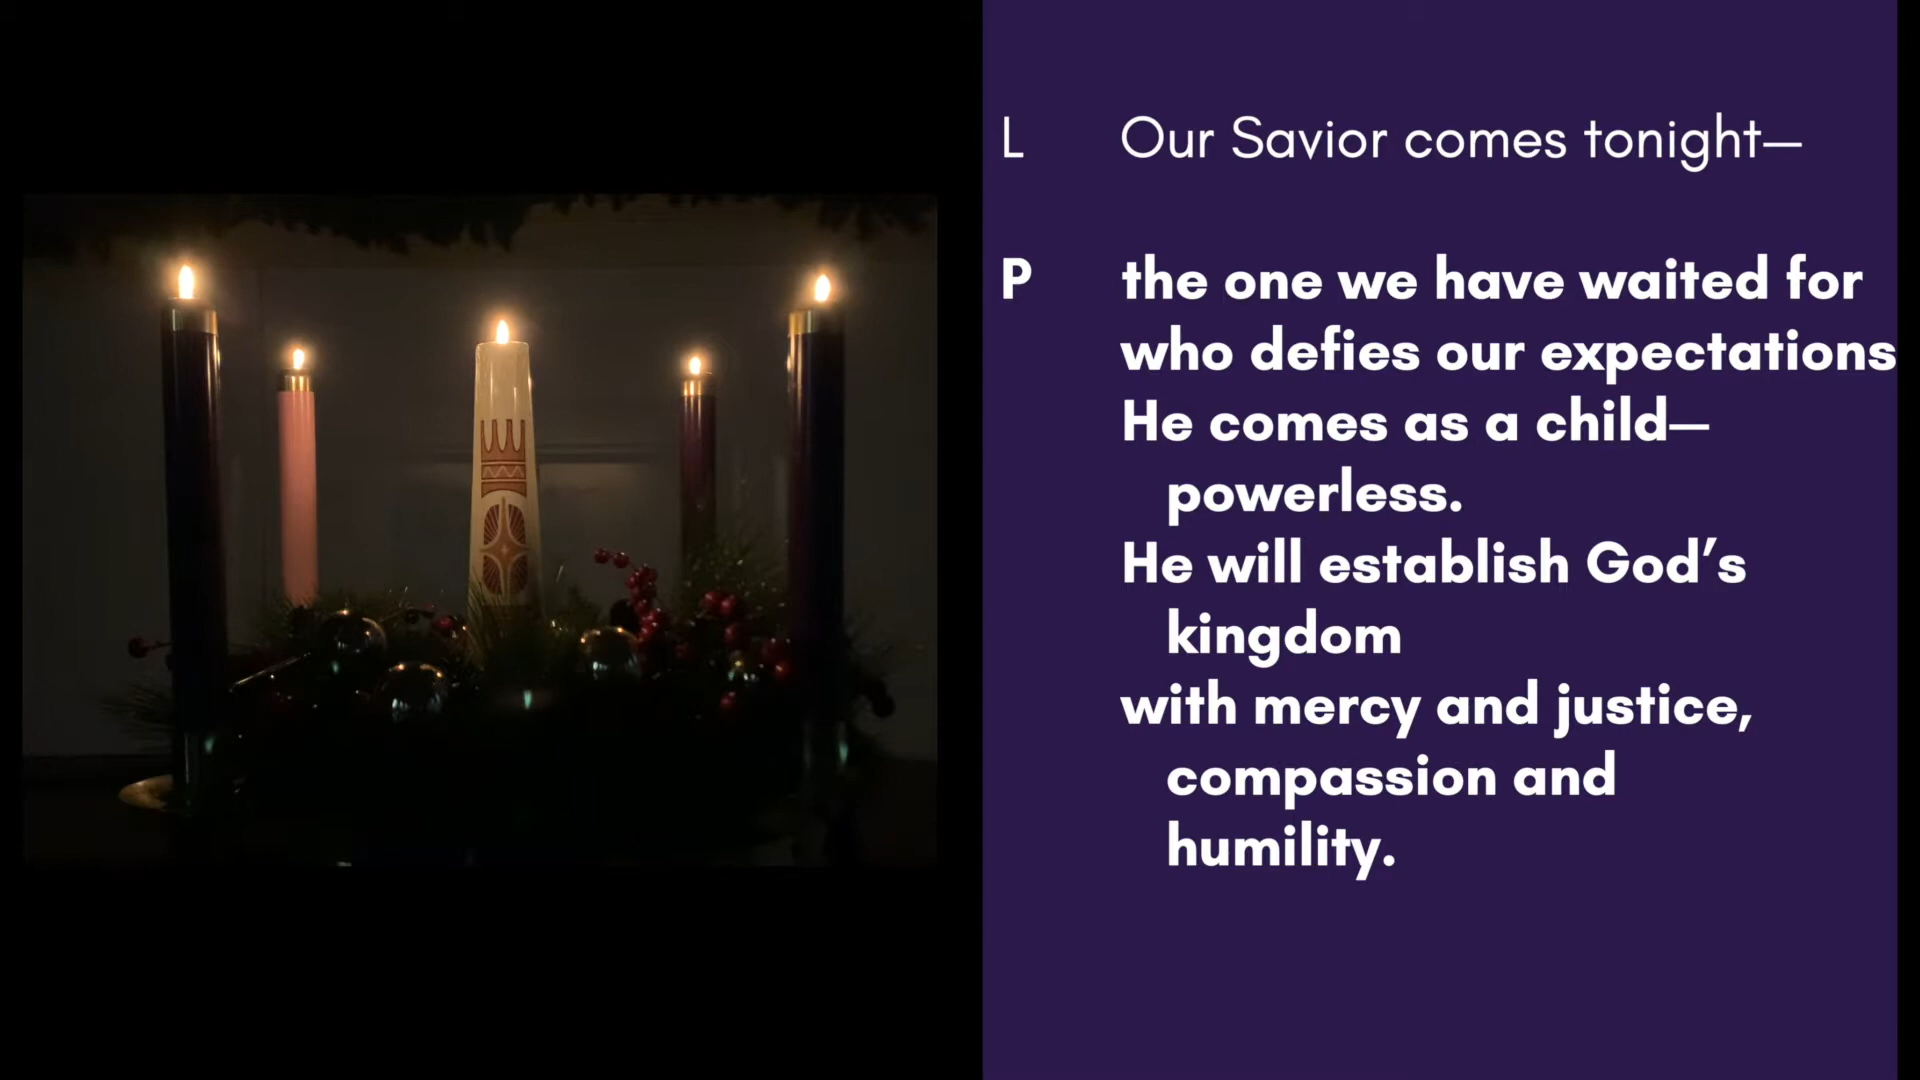 L Our Savior comes tonight—
P the one we have waited for
who defies our expectations
He comes as a child—
powerless.
He will establish God’s
kingdom
with mercy and justice,
compassion and
humility.